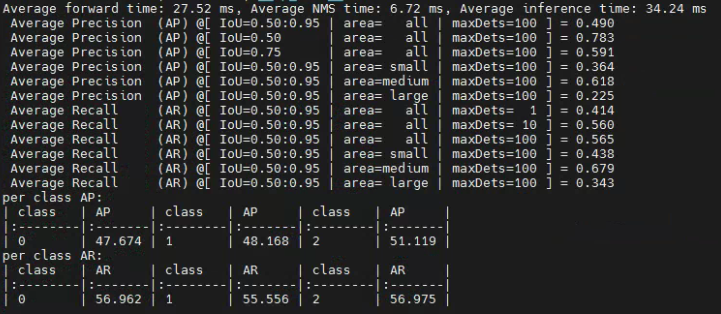 Average forward time: 27.52 ms, Average NMS time: 6.72 ms, Average inference time: 34.24 ms
 Average Precision  (AP) @[ IoU=0.50:0.95 | area=   all | maxDets=100 ] = 0.490
 Average Precision  (AP) @[ IoU=0.50      | area=   all | maxDets=100 ] = 0.783
 Average Precision  (AP) @[ IoU=0.75      | area=   all | maxDets=100 ] = 0.591
 Average Precision  (AP) @[ IoU=0.50:0.95 | area= small | maxDets=100 ] = 0.364
 Average Precision  (AP) @[ IoU=0.50:0.95 | area=medium | maxDets=100 ] = 0.618
 Average Precision  (AP) @[ IoU=0.50:0.95 | area= large | maxDets=100 ] = 0.225
 Average Recall     (AR) @[ IoU=0.50:0.95 | area=   all | maxDets=  1 ] = 0.414
 Average Recall     (AR) @[ IoU=0.50:0.95 | area=   all | maxDets= 10 ] = 0.560
 Average Recall     (AR) @[ IoU=0.50:0.95 | area=   all | maxDets=100 ] = 0.565
 Average Recall     (AR) @[ IoU=0.50:0.95 | area= small | maxDets=100 ] = 0.438
 Average Recall     (AR) @[ IoU=0.50:0.95 | area=medium | maxDets=100 ] = 0.679
 Average Recall     (AR) @[ IoU=0.50:0.95 | area= large | maxDets=100 ] = 0.343
per class AP:
| class   | AP     | class   | AP     | class   | AP     |
|:--------|:-------|:--------|:-------|:--------|:-------|
| 0       | 47.674 | 1       | 48.168 | 2       | 51.119 |
per class AR:
| class   | AR     | class   | AR     | class   | AR     |
|:--------|:-------|:--------|:-------|:--------|:-------|
| 0       | 56.962 | 1       | 55.556 | 2       | 56.975 |